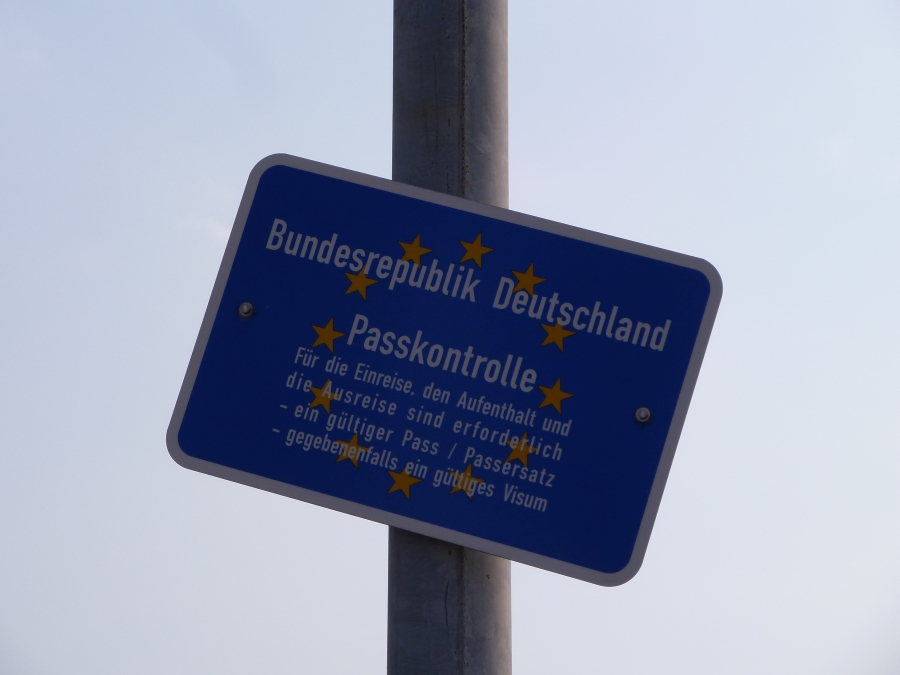 Bundesrepublik Deutschland
Passkontrolle
Für die Einreise, den Aufenthalt und
die Ausreise sind erforderlich
- ein gültiger Pass / Passersatz
- gegebenenfalls ein gültiges Visum